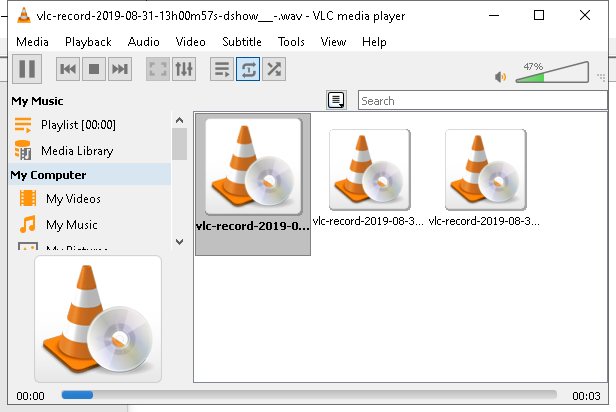 vlc-record-2019-08-31-13h00m57s-dshow__-.wav - VLC media player
Media Playback Audio Video Subtitle Tools View Help
47%
My Music
Search
Playlist [00:00]
Media Library
My Computer
My Videos
My Music
My Pictures
vlc-record-2019-0...
vlc-record-2019-08-3...
vlc-record-2019-08-3...
00:00
00:03